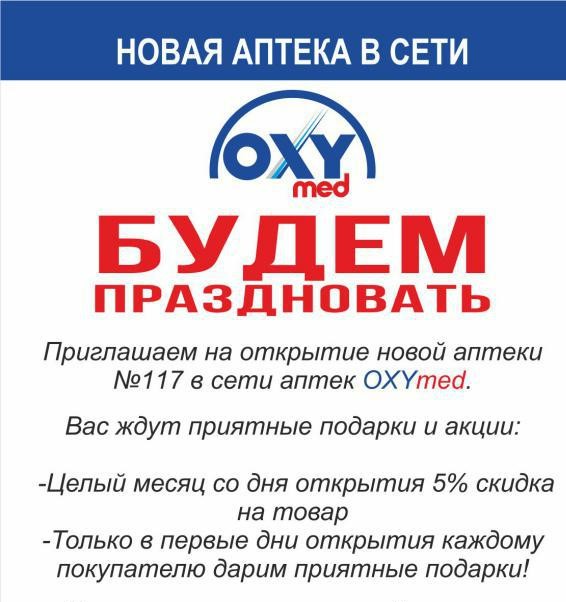 НОВАЯ АПТЕКА В СЕТИ
OXY
med
БУДЕМ
ПРАЗДНОВАТЬ
Приглашаем на открытие новой аптеки
№117 в сети аптек OXYmed.
Вас ждут приятные подарки и акции:
-Целый месяц со дня открытия 5% скидка
на товар
-Только в первые дни открытия каждому
покупателю дарим приятные подарки!